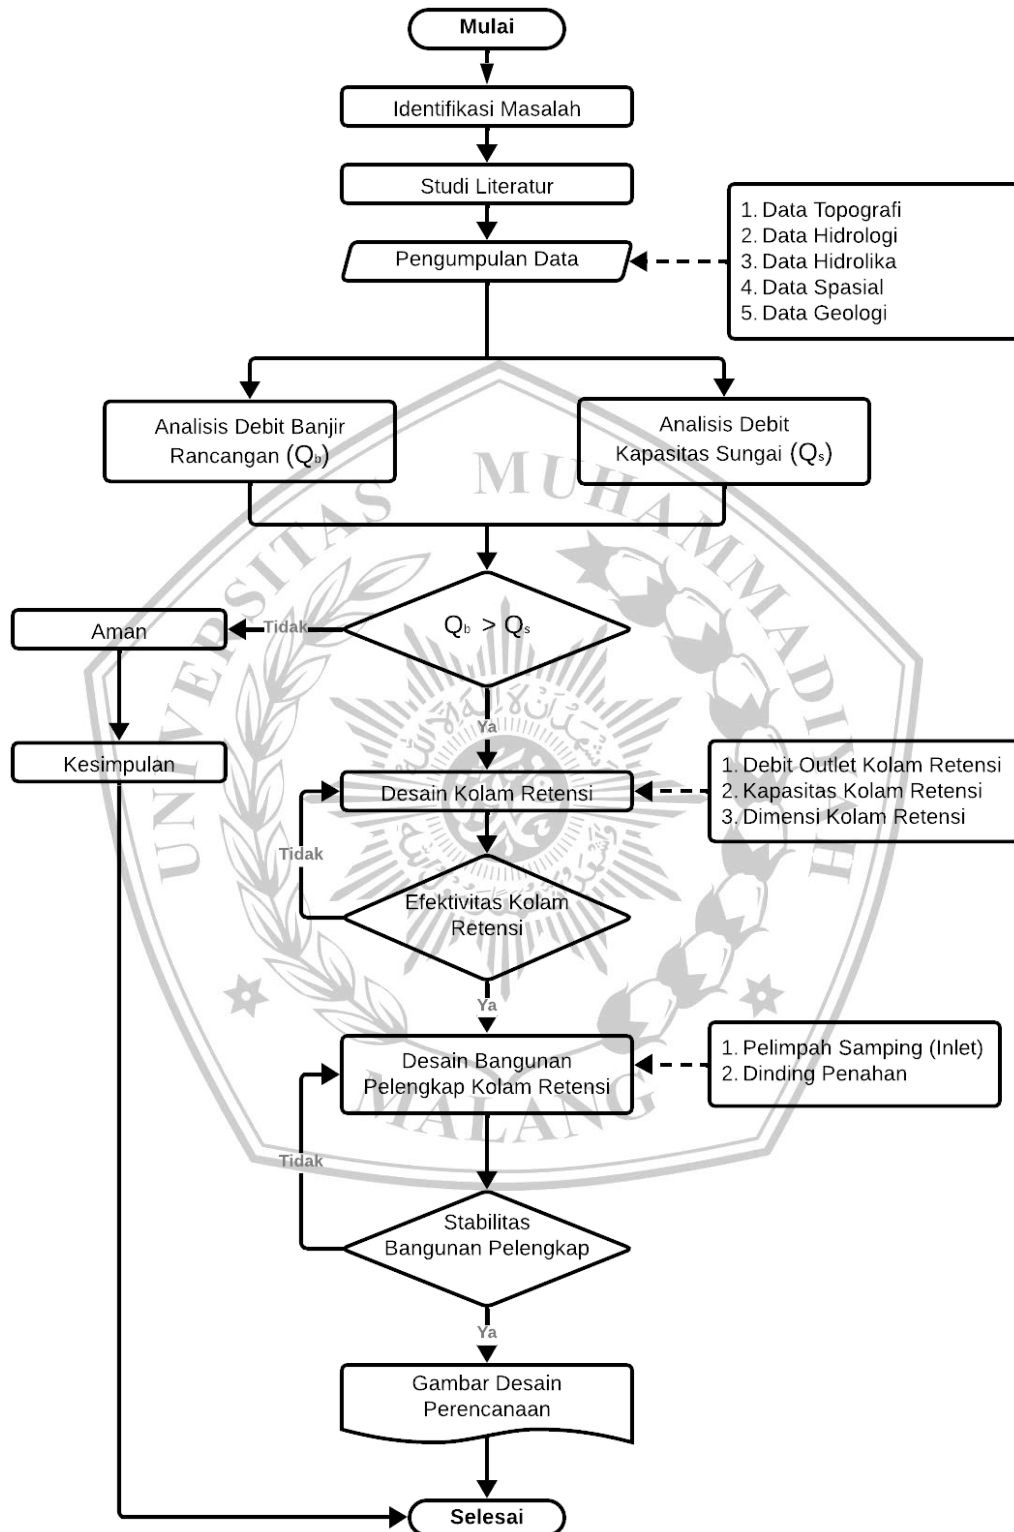 Mulai
Identifikasi Masalah
Studi Literatur
Pengumpulan Data
1. Data Topografi
2. Data Hidrologi
3. Data Hidrolika
4. Data Spasial
5. Data Geologi
Analisis Debit Banjir
Rancangan (Qb)
Analisis Debit
Kapasitas Sungai (Qs)
Qb > Qs
Tidak
Aman
Kesimpulan
Ya
Desain Kolam Retensi
1. Debit Outlet Kolam Retensi
2. Kapasitas Kolam Retensi
3. Dimensi Kolam Retensi
Tidak
Efektivitas Kolam
Retensi
Ya
Desain Bangunan
Pelengkap Kolam Retensi
1. Pelimpah Samping (Inlet)
2. Dinding Penahan
Tidak
Stabilitas
Bangunan Pelengkap
Ya
Gambar Desain
Perencanaan
Selesai
UNIVERSITAS MUHAMMADIYAH
MALANG